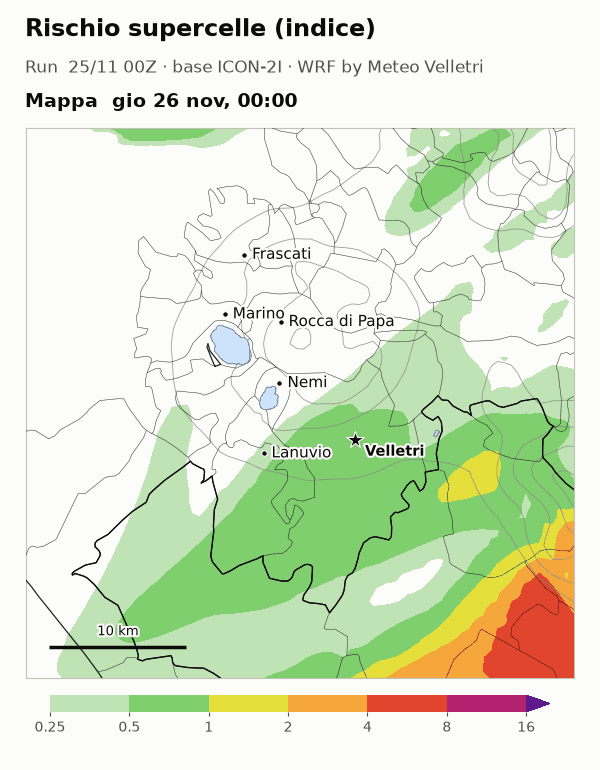 Rischio supercelle (indice)
Run  25/11 00Z · base ICON-2I · WRF by Meteo Velletri
Mappa  gio 26 nov, 00:00
Frascati
Marino
Rocca di Papa
Nemi
Velletri
Lanuvio
10 km
0.25 0.5 1 2 4 8 16